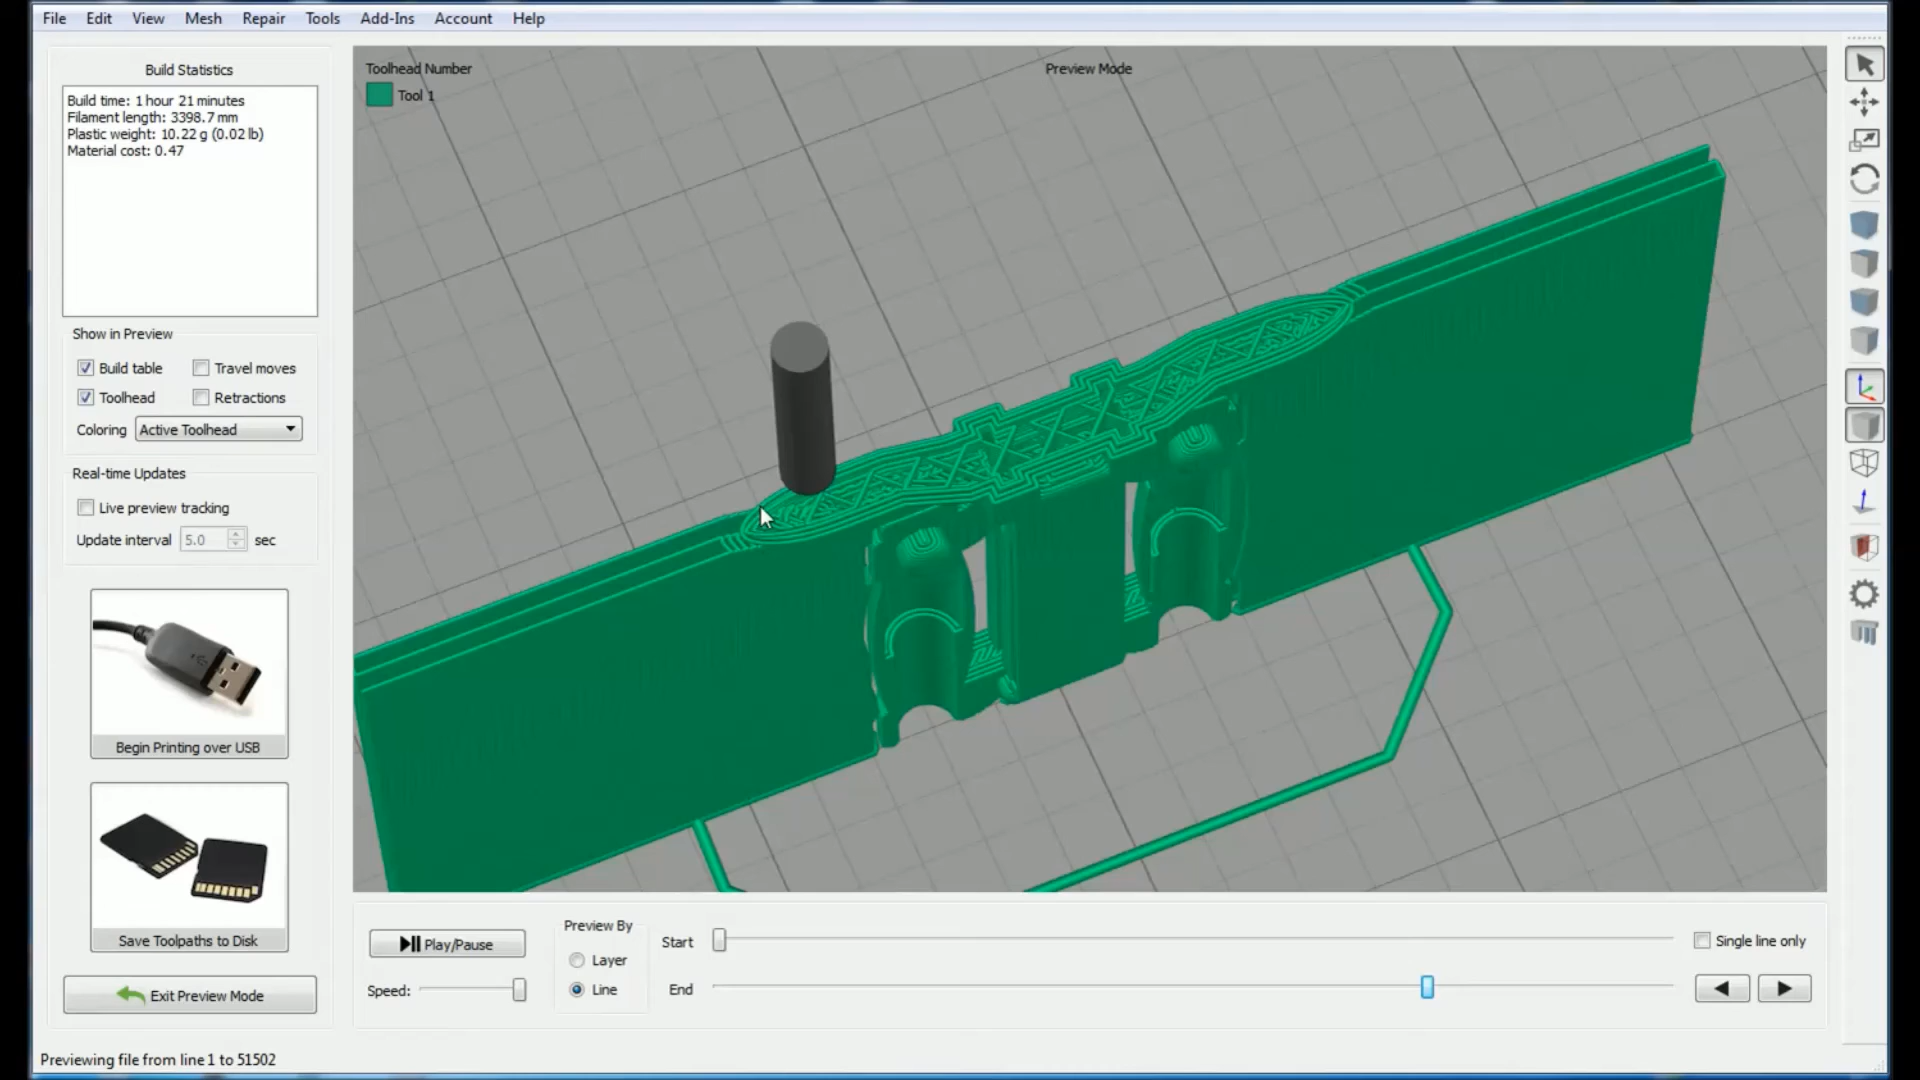 File Edit View Mesh Repair Tools Add-Ins Account Help
Build Statistics
Build time: 1 hour 21 minutes
Filament length: 3398.7 mm
Plastic weight: 10.22 g (0.02 lb)
Material cost: 0.47
Show in Preview
Build table Travel moves
Toolhead Retractions
Coloring Active Toolhead
Real-time Updates
Live preview tracking
Update interval 5.0 sec
Begin Printing over USB
Save Toolpaths to Disk
Exit Preview Mode
Toolhead Number
Tool 1
Preview Mode
Play/Pause
Speed:
Preview By
Layer
Line
Start
End
Single line only
Previewing file from line 1 to 51502